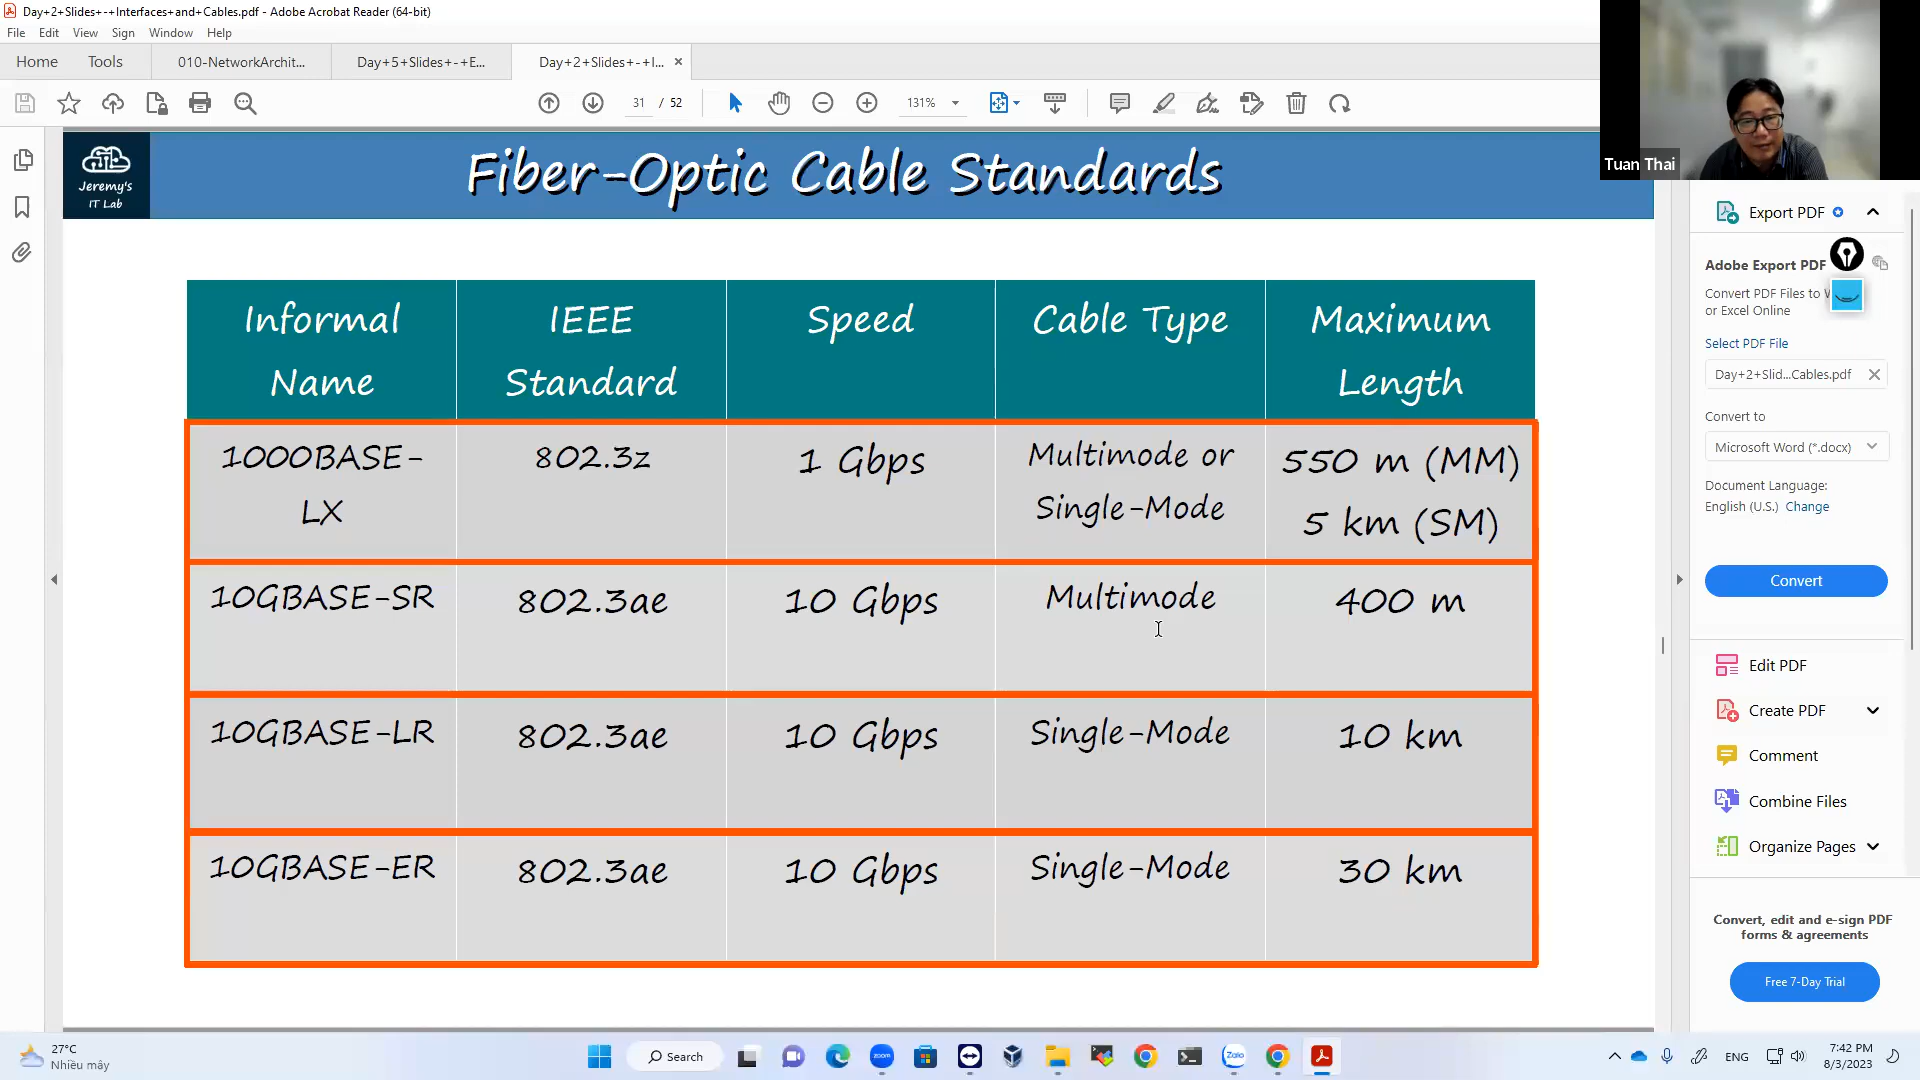 Day+2+Slides+-+Interfaces+and+Cables.pdf - Adobe Acrobat Reader (64-bit)
File Edit View Sign Window Help
Home Tools 010-NetworkArchit... Day+5+Slides+-+E... Day+2+Slides+-+I...
31 / 52 131%
Tuan Thai
Jeremy's
IT Lab
Fiber-Optic Cable Standards
Informal Name IEEE Standard Speed Cable Type Maximum Length
1000BASE-LX 802.3z 1 Gbps Multimode or Single-Mode 550 m (MM) 5 km (SM)
10GBASE-SR 802.3ae 10 Gbps Multimode 400 m
10GBASE-LR 802.3ae 10 Gbps Single-Mode 10 km
10GBASE-ER 802.3ae 10 Gbps Single-Mode 30 km
Export PDF
Adobe Export PDF
Convert PDF Files to
or Excel Online
Select PDF File
Day+2+Slid...Cables.pdf
Convert to
Microsoft Word (*.docx)
Document Language:
English (U.S.) Change
Convert
Edit PDF
Create PDF
Comment
Combine Files
Organize Pages
Convert, edit and e-sign PDF
forms & agreements
Free 7-Day Trial
27°C
Nhiều mây
Search
zoom
Zalo
ENG
7:42 PM
8/3/2023